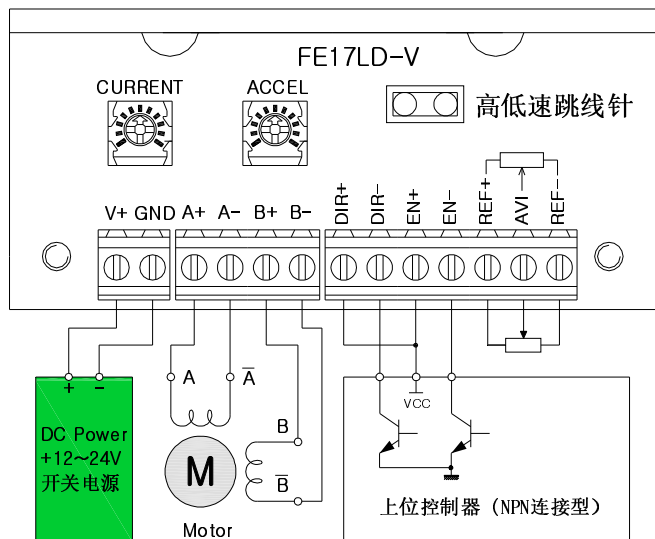 FE17LD-V
CURRENT
ACCEL
高低速跳线针
V+ GND A+ A- B+ B- DIR+ DIR- EN+ EN- REF+ AVI REF-
+ -
A
A̅
VCC
B
B̅
DC Power
+12~24V
开关电源
M
Motor
上位控制器（NPN连接型）